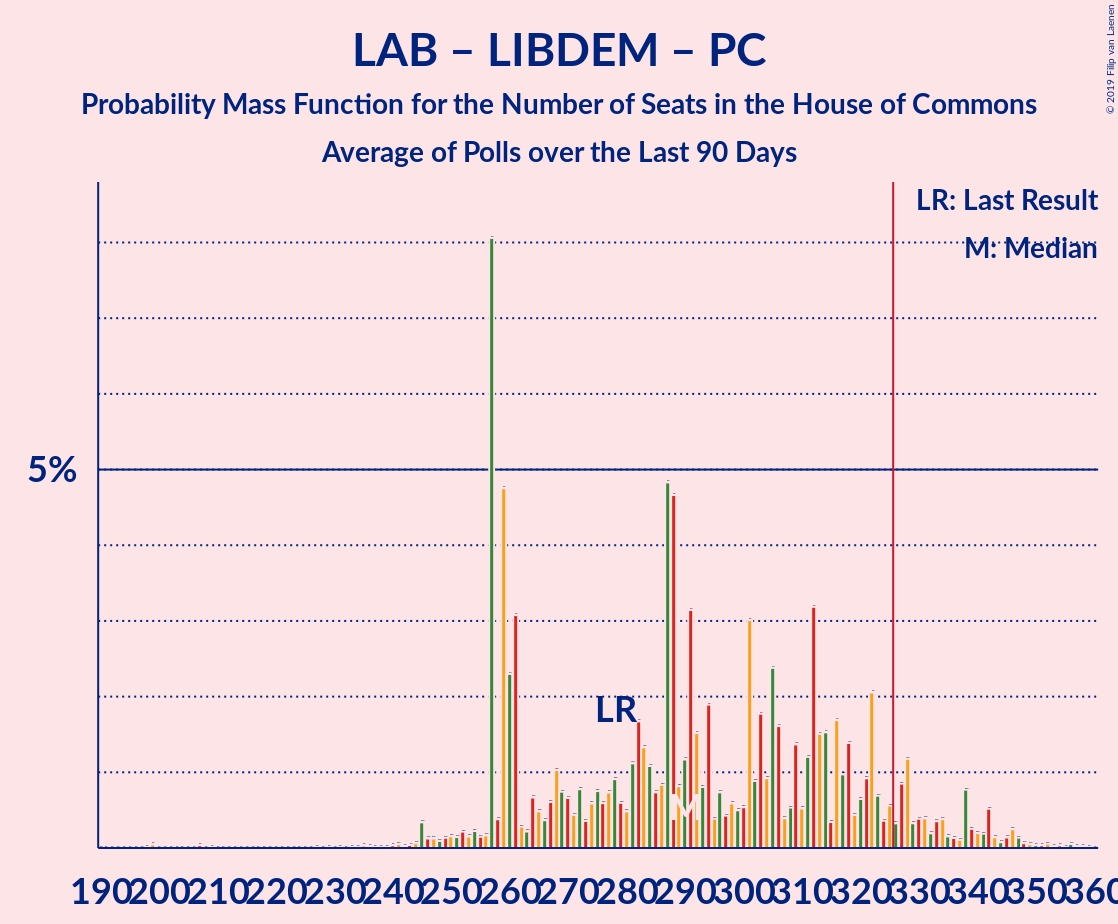 LAB – LIBDEM – PC
Probability Mass Function for the Number of Seats in the House of Commons
Average of Polls over the Last 90 Days
© 2019 Filip van Laenen
LR: Last Result
M: Median
5%
LR
M
190 200 210 220 230 240 250 260 270 280 290 300 310 320 330 340 350 360